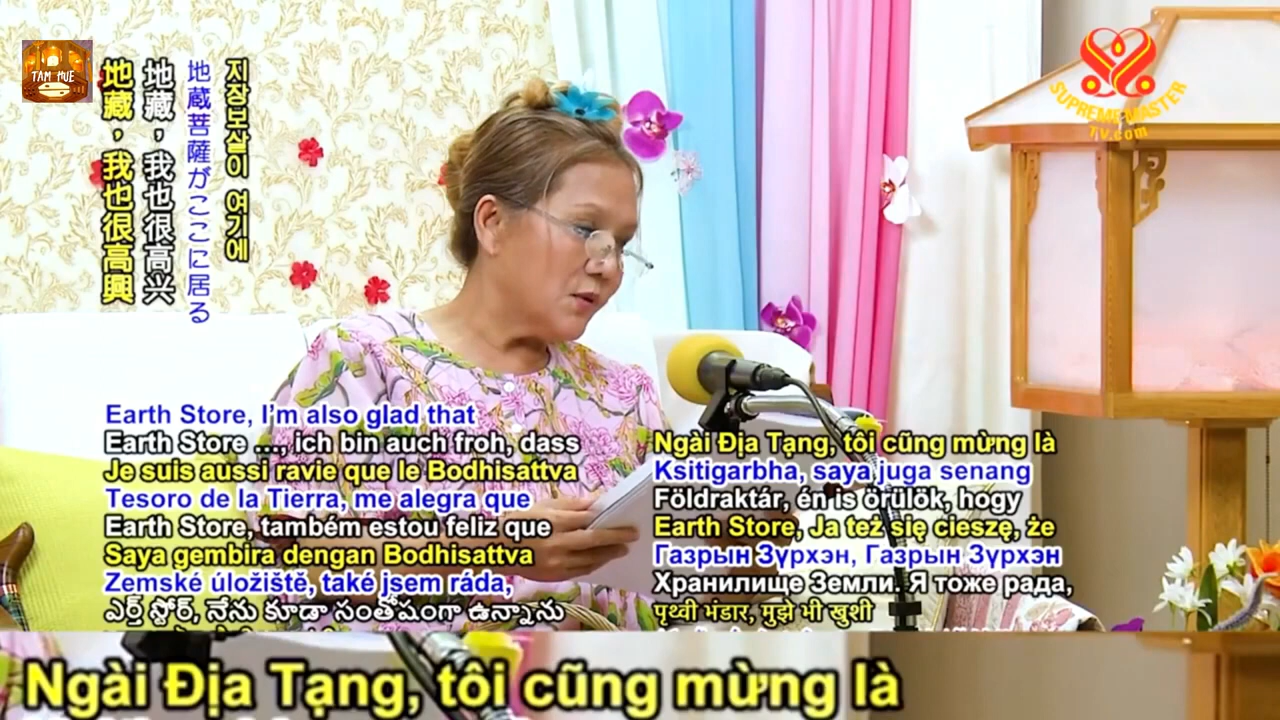 TAM HUE
地藏，我也很高興
地藏，我也很高兴
地蔵菩薩がここに居る
지장보살이 여기에
SUPREME MASTER
TV.com
Earth Store, I'm also glad that
Earth Store ..., ich bin auch froh, dass
Je suis aussi ravie que le Bodhisattva
Tesoro de la Tierra, me alegra que
Earth Store, também estou feliz que
Saya gembira dengan Bodhisattva
Zemské úložiště, také jsem ráda,
ఎర్త్ స్టోర్, నేను కూడా సంతోషంగా ఉన్నాను
Ngài Địa Tạng, tôi cũng mừng là
Ksitigarbha, saya juga senang
Földraktár, én is örülök, hogy
Earth Store, Ja też się cieszę, że
Газрын Зүрхэн, Газрын Зүрхэн
Хранилище Земли. Я тоже рада,
पृथ्वी भंडार, मुझे भी खुशी
Ngài Địa Tạng, tôi cũng mừng là